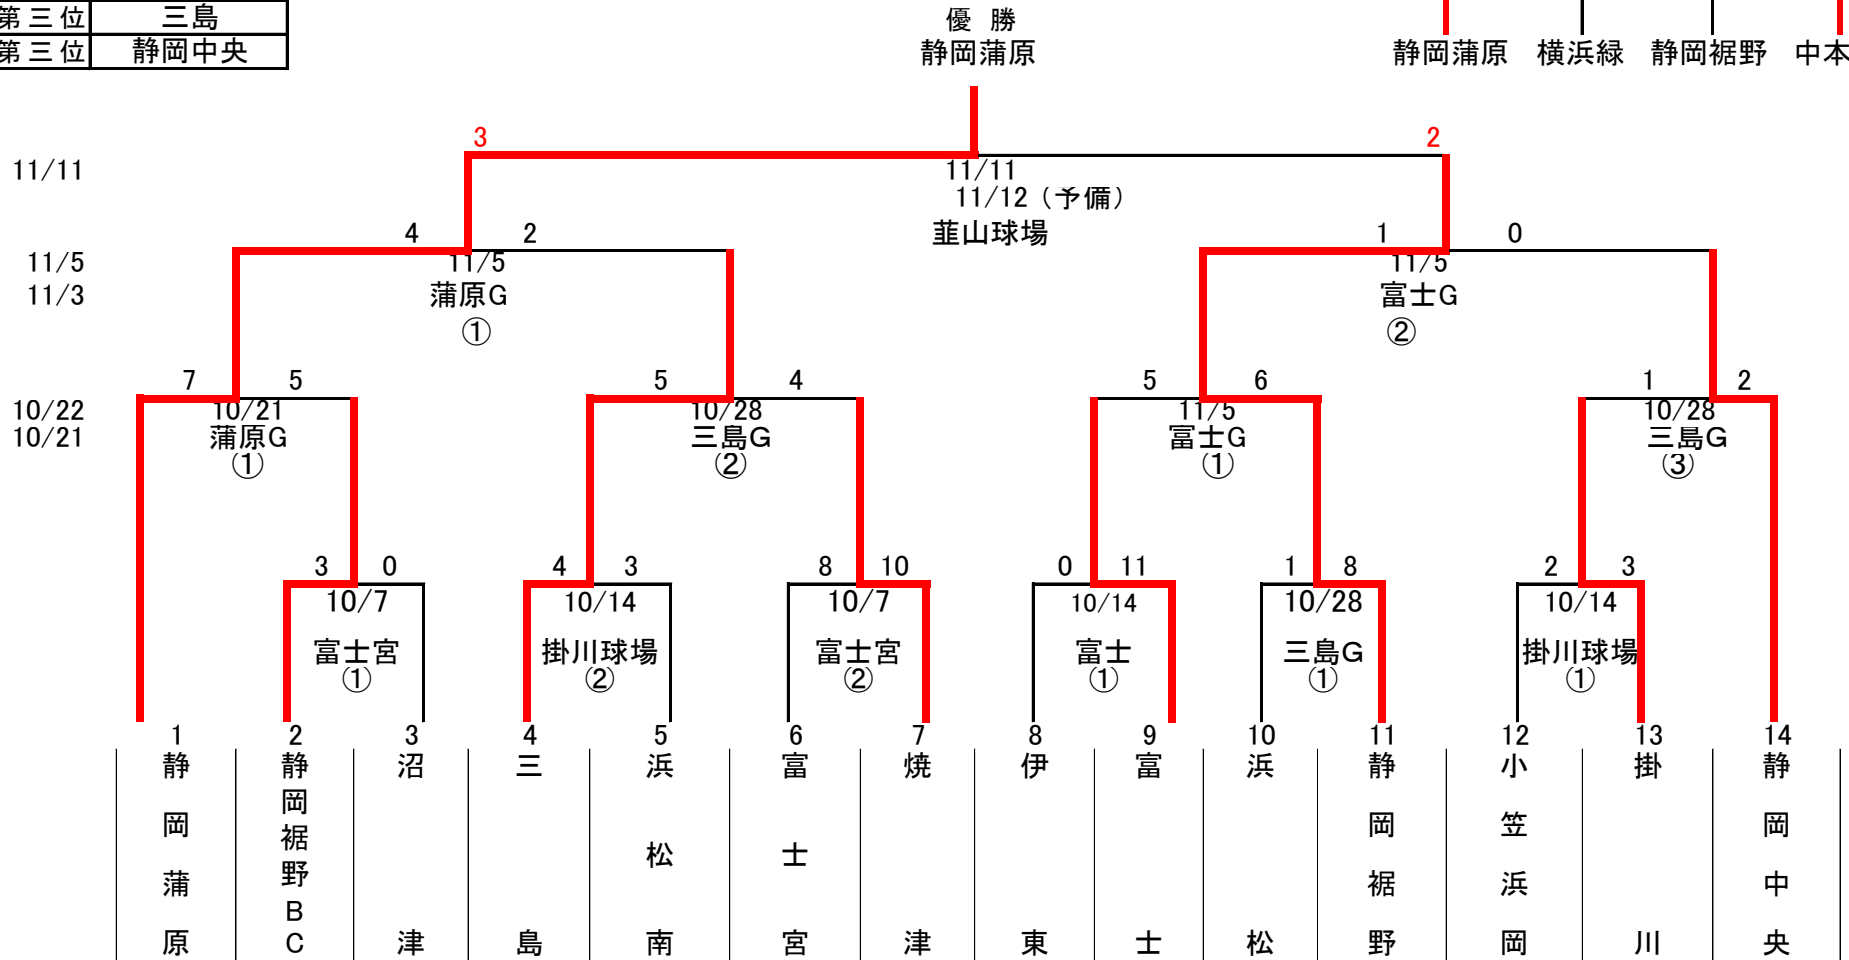 第三位 三島
第三位 静岡中央
優 勝
静岡蒲原
静岡蒲原 横浜緑 静岡裾野 中本
3 2
11/11 11/11
11/12（予備）
韮山球場
4 2 1 0
11/5 11/5 11/5
11/3 蒲原G 富士G
① ②
7 5 5 4 5 6 1 2
10/22 10/21 10/28 11/5 10/28
10/21 蒲原G 三島G 富士G 三島G
① ② ① ③
3 0 4 3 8 10 0 11 1 8 2 3
10/7 10/14 10/7 10/14 10/28 10/14
富士宮 掛川球場 富士宮 富士 三島G 掛川球場
① ② ② ① ① ①
1 2 3 4 5 6 7 8 9 10 11 12 13 14
静岡蒲原
静岡裾野BC
沼津
三島
浜松南
富士宮
焼津
伊東
富士
浜松
静岡裾野
小笠浜岡
掛川
静岡中央